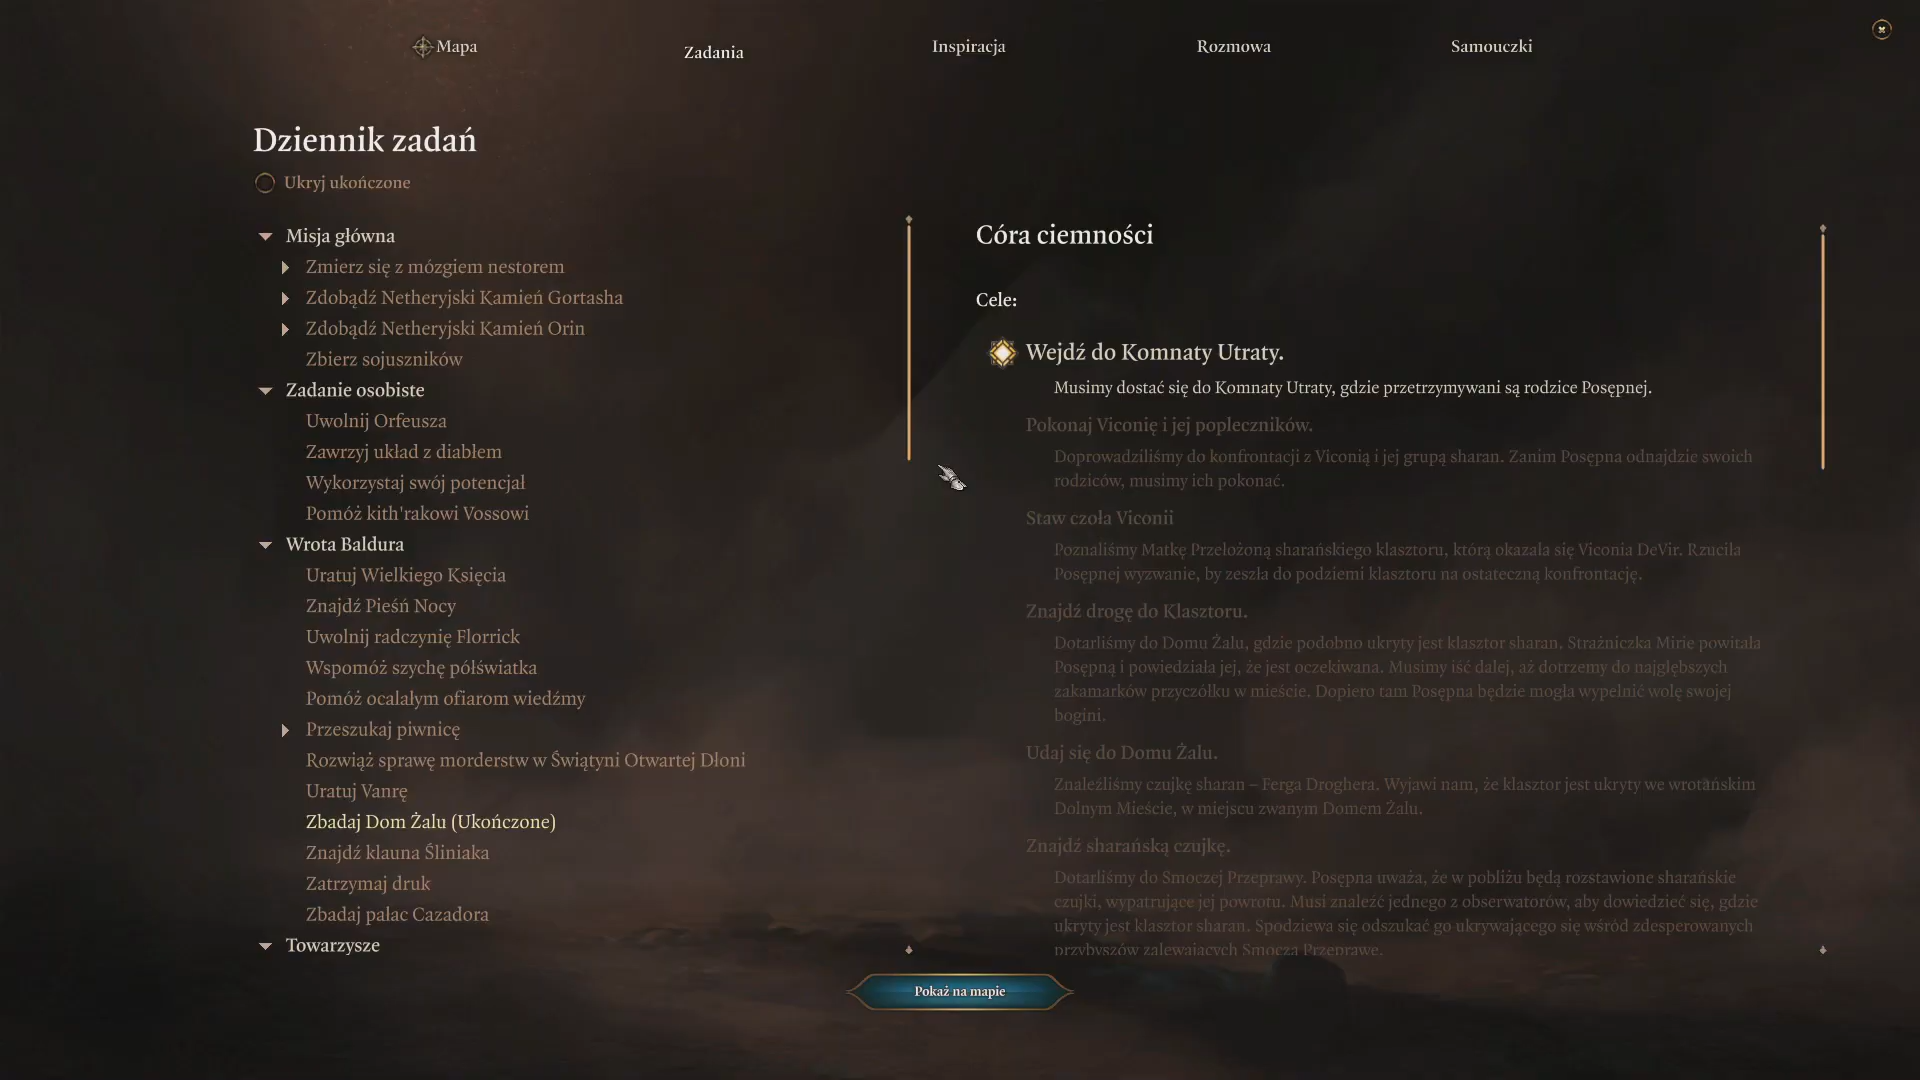 Mapa
Zadania
Inspiracja
Rozmowa
Samouczki
Dziennik zadań
Ukryj ukończone
Misja główna
Zmierz się z mózgiem nestorem
Zdobądź Netheryjski Kamień Gortasha
Zdobądź Netheryjski Kamień Orin
Zbierz sojuszników
Zadanie osobiste
Uwolnij Orfeusza
Zawrzyj układ z diabłem
Wykorzystaj swój potencjał
Pomóż kith'rakowi Vossowi
Wrota Baldura
Uratuj Wielkiego Księcia
Znajdź Pieśń Nocy
Uwolnij radczynię Florrick
Wspomóż szychę półświatka
Pomóż ocalałym ofiarom wiedźmy
Przeszukaj piwnicę
Rozwiąż sprawę morderstw w Świątyni Otwartej Dłoni
Uratuj Vanrę
Zbadaj Dom Żalu (Ukończone)
Znajdź klauna Śliniaka
Zatrzymaj druk
Zbadaj pałac Cazadora
Towarzysze
Córa ciemności
Cele:
Wejdź do Komnaty Utraty.
Musimy dostać się do Komnaty Utraty, gdzie przetrzymywani są rodzice Posępnej.
Pokonaj Viconię i jej popleczników.
Doprowadziliśmy do konfrontacji z Viconią i jej grupą sharan. Zanim Posępna odnajdzie swoich
rodziców, musimy ich pokonać.
Staw czoła Viconii
Poznaliśmy Matkę Przełożoną sharańskiego klasztoru, którą okazała się Viconia DeVir. Rzuciła
Posępnej wyzwanie, by zeszła do podziemi klasztoru na ostateczną konfrontację.
Znajdź drogę do Klasztoru.
Dotarliśmy do Domu Żalu, gdzie podobno ukryty jest klasztor sharan. Strażniczka Mirie powitała
Posępną i powiedziała jej, że jest oczekiwana. Musimy iść dalej, aż dotrzemy do najgłębszych
zakamarków przyczółku w mieście. Dopiero tam Posępna będzie mogła wypełnić wolę swojej
bogini.
Udaj się do Domu Żalu.
Znaleźliśmy czujkę sharan – Ferga Droghera. Wyjawi nam, że klasztor jest ukryty we wrotańskim
Dolnym Mieście, w miejscu zwanym Domem Żalu.
Znajdź sharańską czujkę.
Dotarliśmy do Smoczej Przeprawy. Posępna uważa, że w pobliżu będą rozstawione sharańskie
czujki, wypatrujące jej powrotu. Musi znaleźć jednego z obserwatorów, aby dowiedzieć się, gdzie
ukryty jest klasztor sharan. Spodziewa się odszukać go ukrywającego się wśród zdesperowanych
przybyszów zalewających Smoczą Przeprawę.
Pokaż na mapie